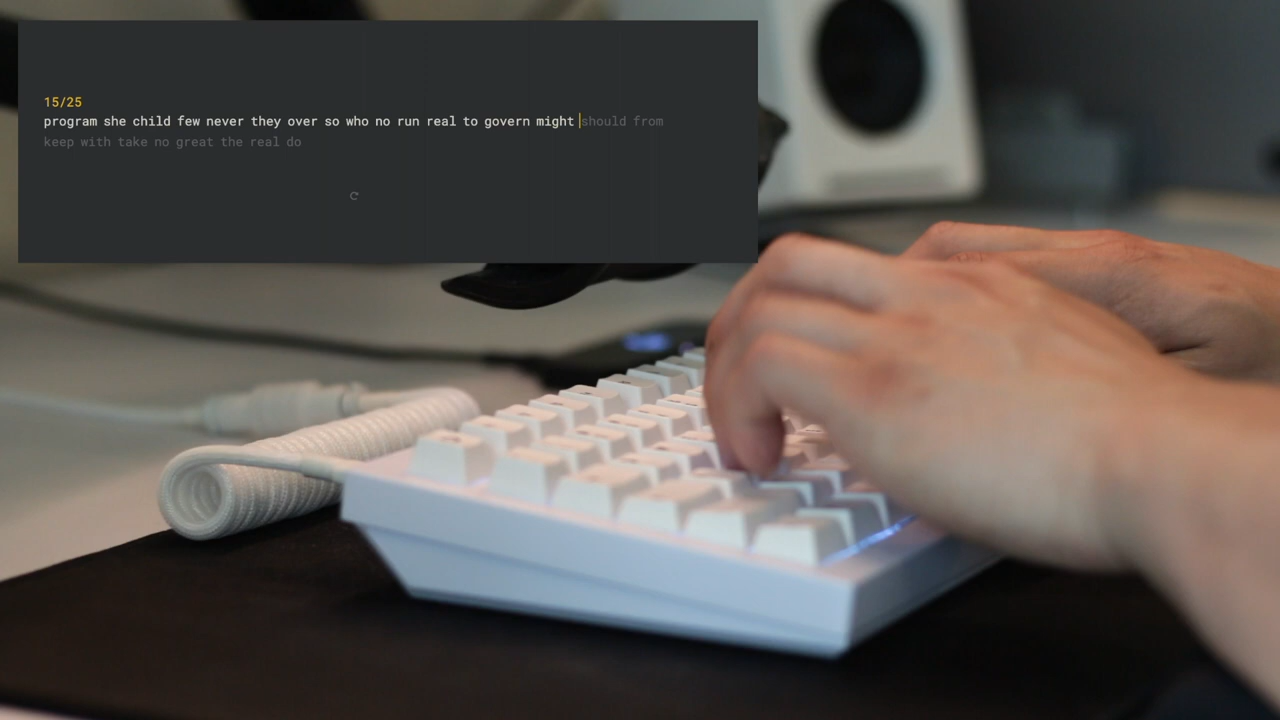 15/25
program she child few never they over so who no run real to govern might should from
keep with take no great the real do